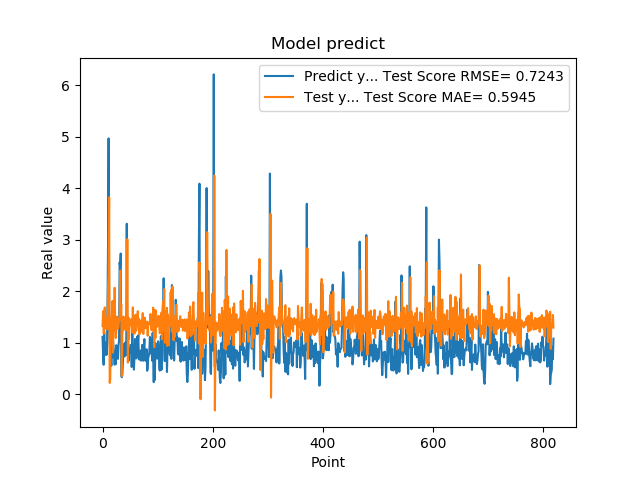 Model predict
Predict y... Test Score RMSE= 0.7243
Test y... Test Score MAE= 0.5945
Real value
6
5
4
3
2
1
0
0 200 400 600 800
Point